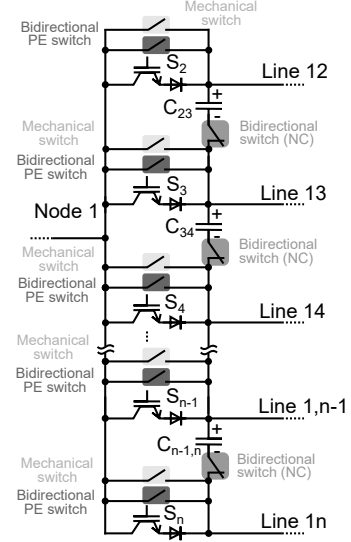 Mechanical
switch
Bidirectional
PE switch
S2
Line 12
+
C23
-
Bidirectional
switch (NC)
Mechanical
switch
Bidirectional
PE switch
S3
Line 13
Node 1
+
C34
-
Bidirectional
switch (NC)
Mechanical
switch
Bidirectional
PE switch
S4
Line 14
...
Mechanical
switch
Bidirectional
PE switch
Sn-1
Line 1,n-1
+
Cn-1,n
-
Bidirectional
switch (NC)
Mechanical
switch
Bidirectional
PE switch
Sn
Line 1n